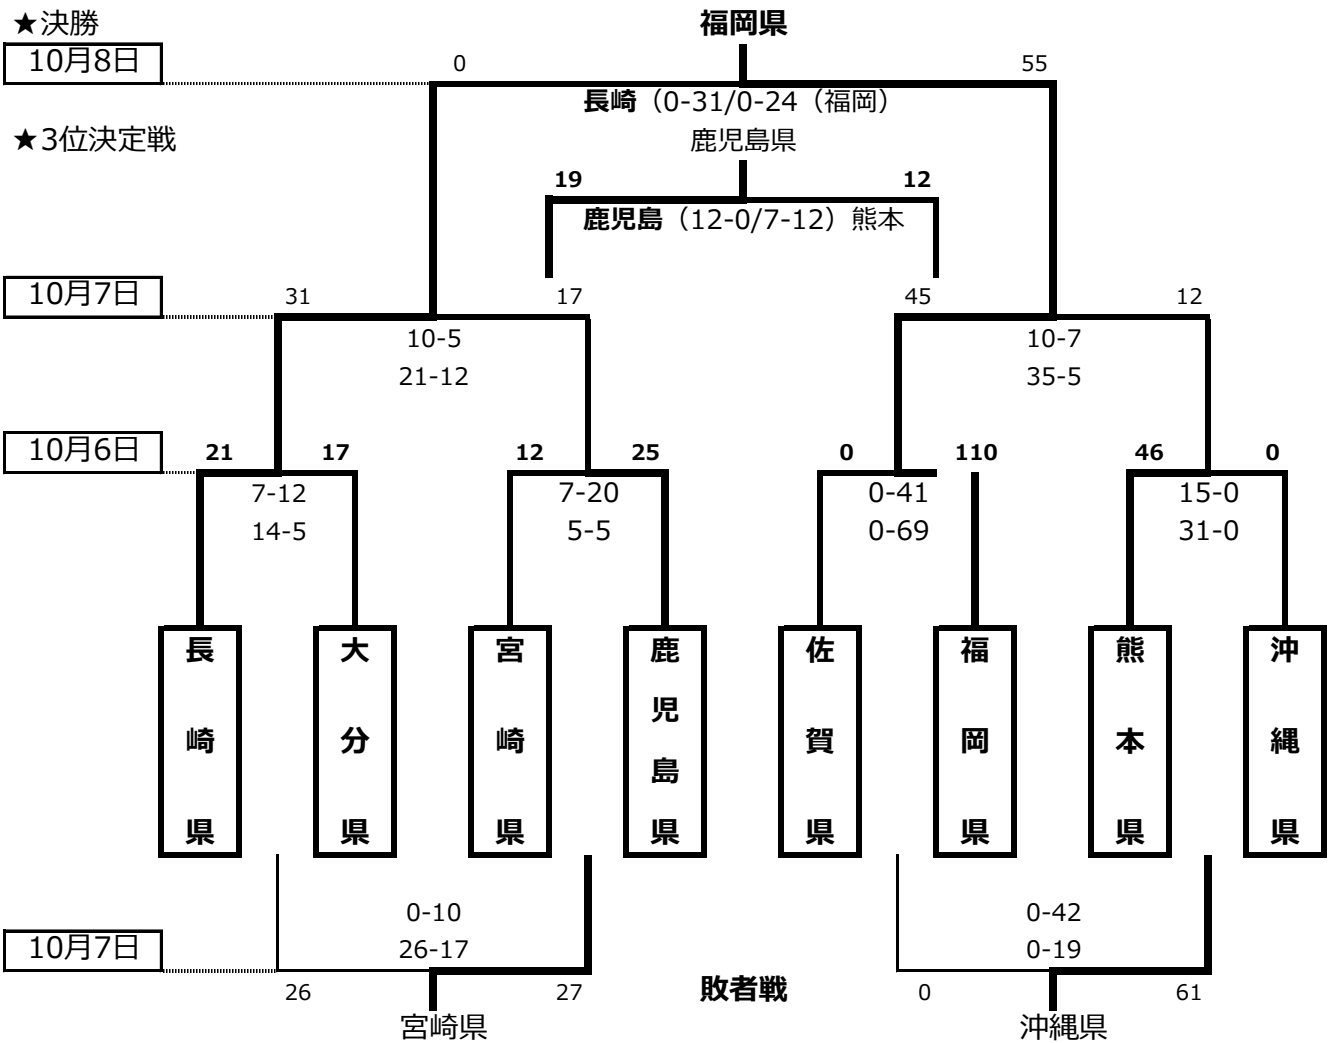 ★決勝
福岡県
10月8日
0
55
長崎（0-31/0-24（福岡）
★3位決定戦
鹿児島県
19
12
鹿児島（12-0/7-12）熊本
10月7日
31
17
45
12
10-5
21-12
10-7
35-5
10月6日
21
17
12
25
0
110
46
0
7-12
14-5
7-20
5-5
0-41
0-69
15-0
31-0
長崎県
大分県
宮崎県
鹿児島県
佐賀県
福岡県
熊本県
沖縄県
0-10
26-17
0-42
0-19
10月7日
26
27
敗者戦
0
61
宮崎県
沖縄県